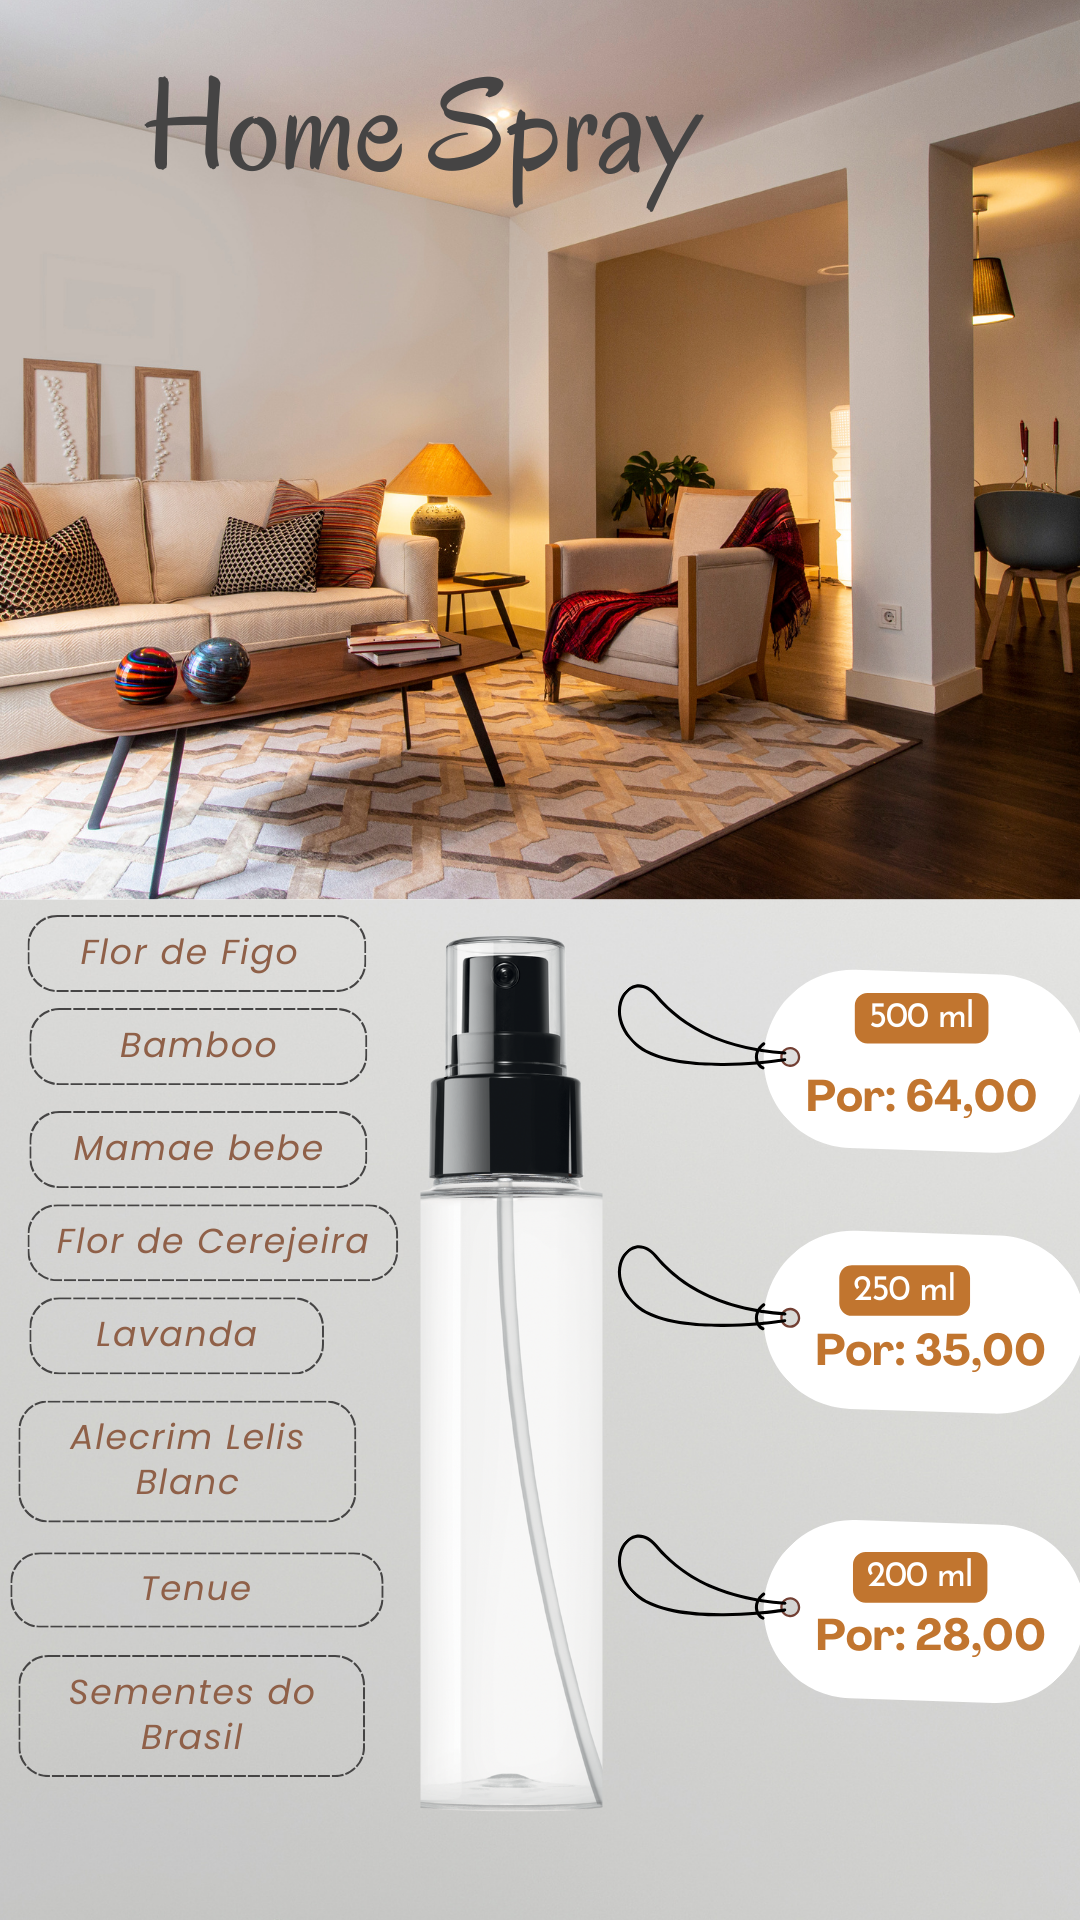 Home Spray
Flor de Figo
Bamboo
Mamae bebe
Flor de Cerejeira
Lavanda
Alecrim Lelis
Blanc
Tenue
Sementes do
Brasil
500 ml
Por: 64,00
250 ml
Por: 35,00
200 ml
Por: 28,00